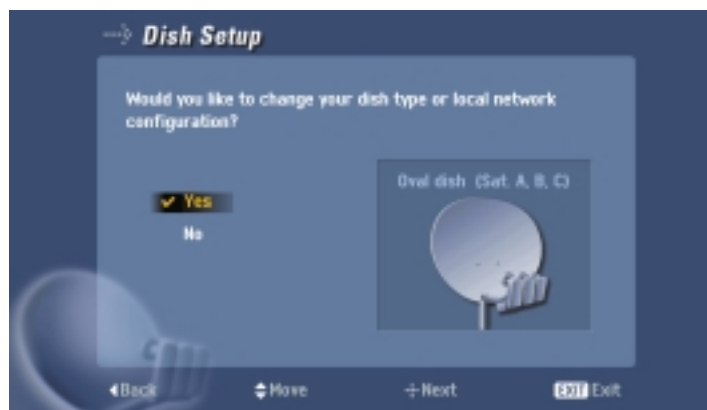 Dish Setup
Would you like to change your dish type or local network
configuration?
Oval dish (Sat. A, B, C)
Yes
No
Back Move Next EXIT Exit